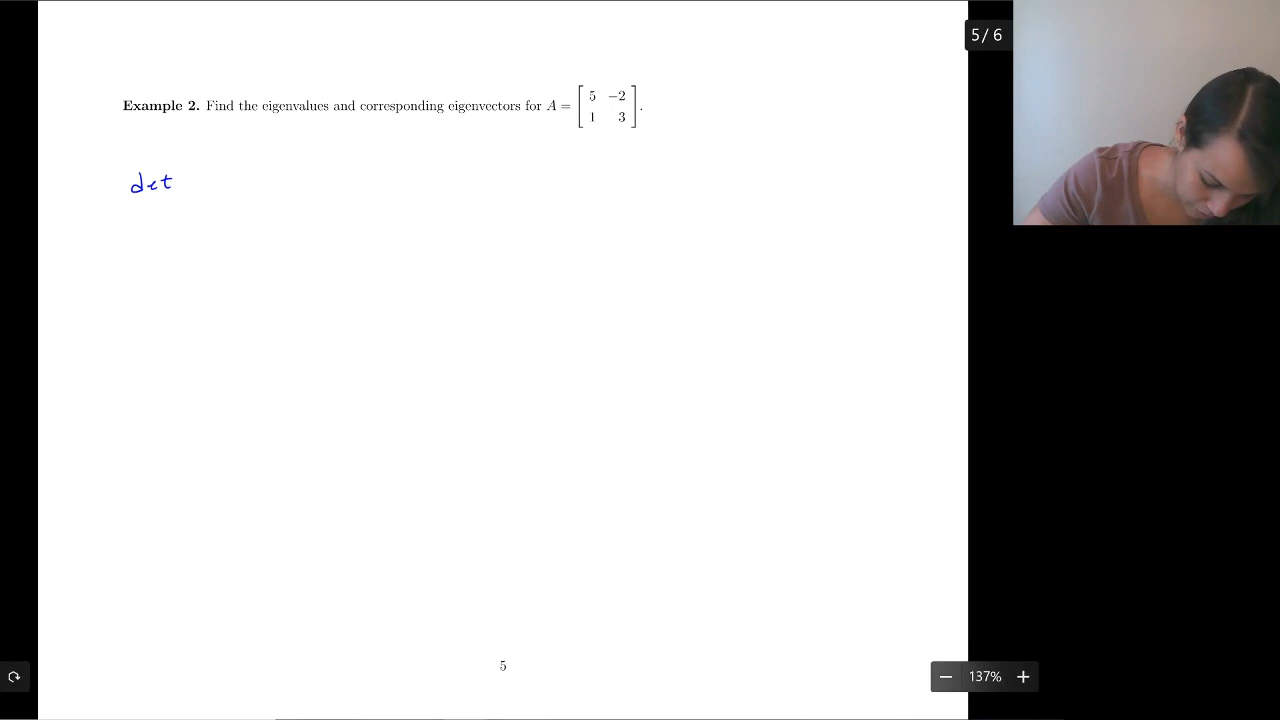 5 / 6
Example 2. Find the eigenvalues and corresponding eigenvectors for A = [ 5 −2
1 3 ].
det
5
137%